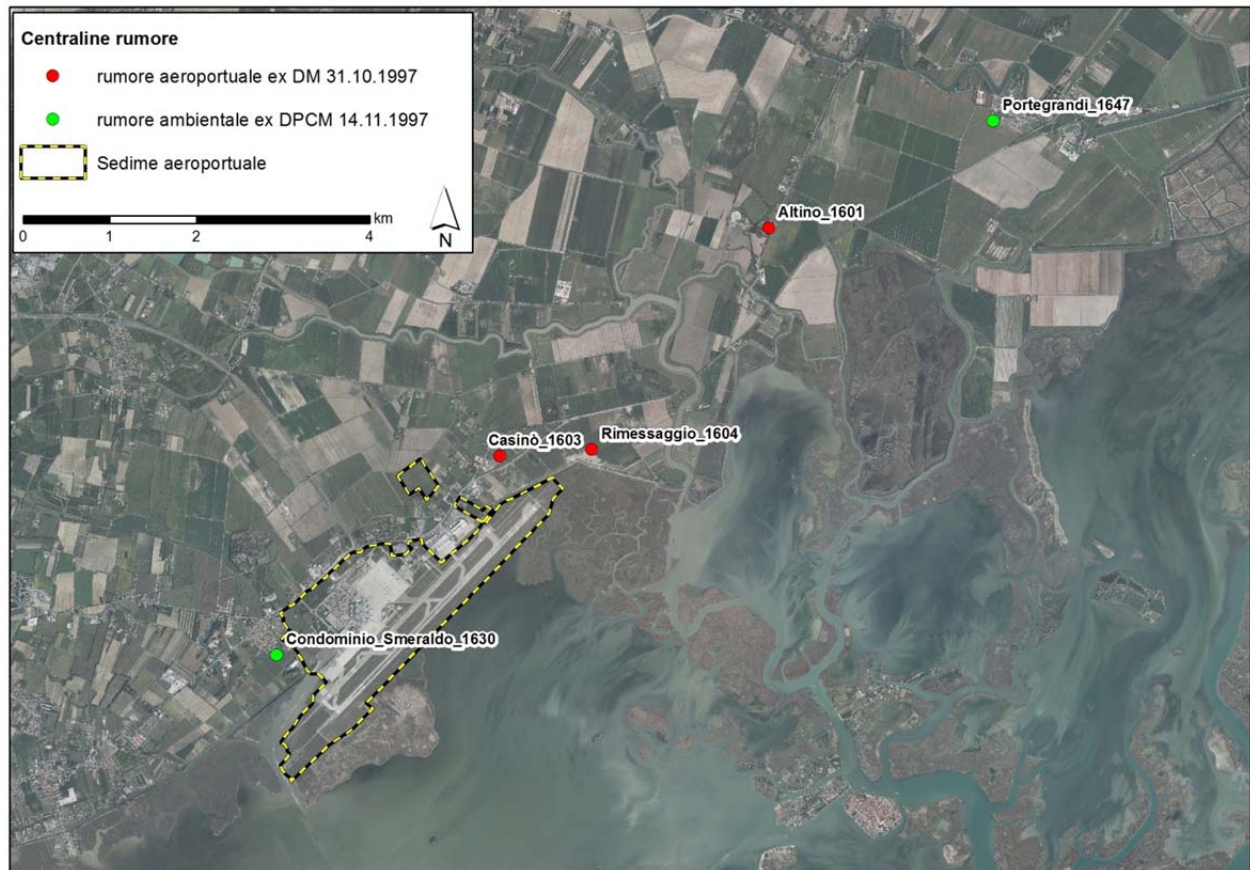 Centraline rumore
rumore aeroportuale ex DM 31.10.1997
rumore ambientale ex DPCM 14.11.1997
Sedime aeroportuale
km
0 1 2 4
N
Portegrandi_1647
Altino_1601
Casinò_1603
Rimessaggio_1604
Condominio_Smeraldo_1630